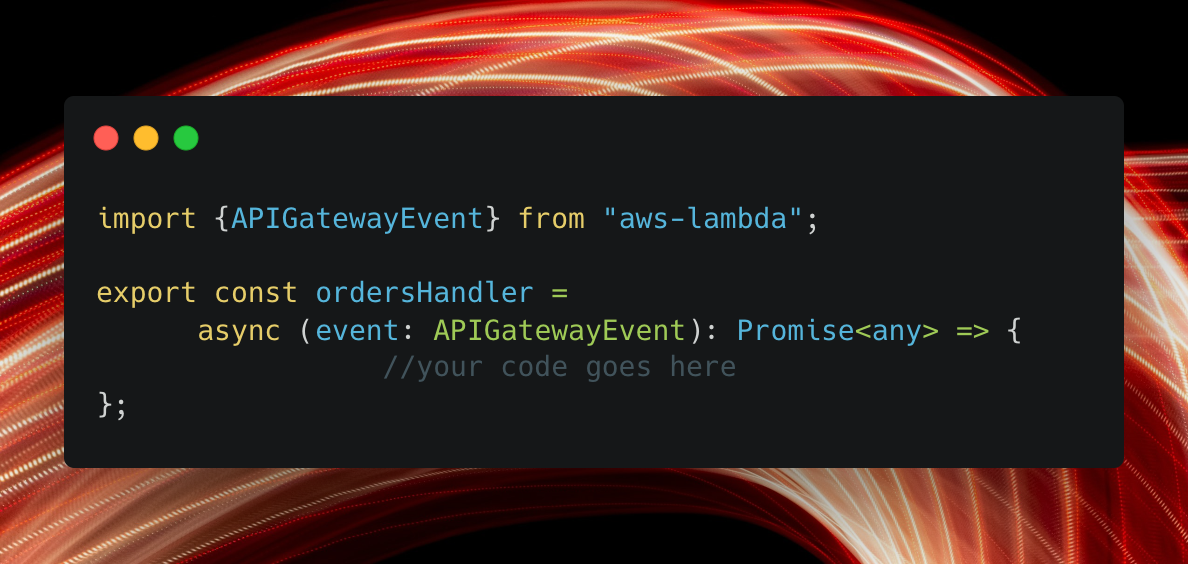 import {APIGatewayEvent} from "aws-lambda";
export const ordersHandler =
async (event: APIGatewayEvent): Promise<any> => {
//your code goes here
};